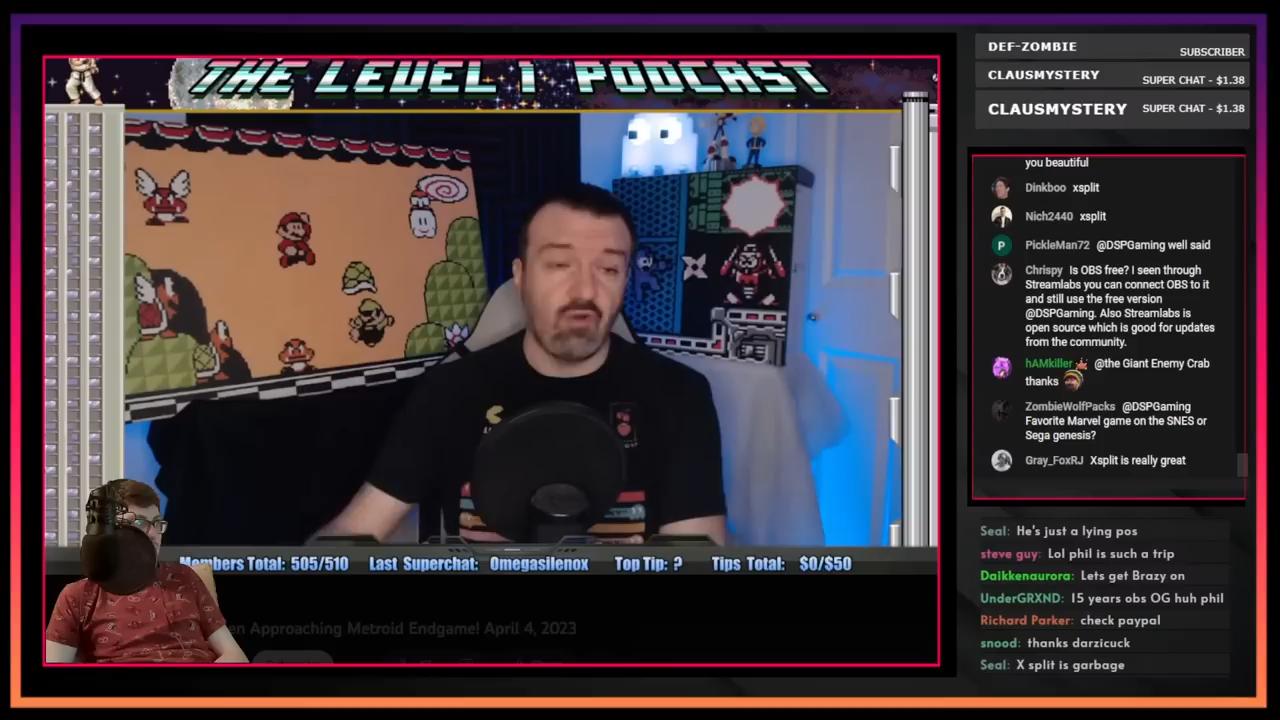 THE LEVEL 1 PODCAST
Members Total: 505/510 Last Superchat: Omegasilenox Top Tip: ? Tips Total: $0/$50
en Approaching Metroid Endgame! April 4, 2023
DEF-ZOMBIE SUBSCRIBER
CLAUSMYSTERY SUPER CHAT - $1.38
CLAUSMYSTERY SUPER CHAT - $1.38
you beautiful
Dinkboo xsplit
Nich2440 xsplit
P PickleMan72 @DSPGaming well said
Chrispy Is OBS free? I seen through
Streamlabs you can connect OBS to it
and still use the free version
@DSPGaming. Also Streamlabs is
open source which is good for updates
from the community.
hAMkiller @the Giant Enemy Crab
thanks
ZombieWolfPacks @DSPGaming
Favorite Marvel game on the SNES or
Sega genesis?
Gray_FoxRJ Xsplit is really great
Seal: He's just a lying pos
steve guy: Lol phil is such a trip
Daikkenaurora: Lets get Brazy on
UnderGRXND: 15 years obs OG huh phil
Richard Parker: check paypal
snood: thanks darzicuck
Seal: X split is garbage